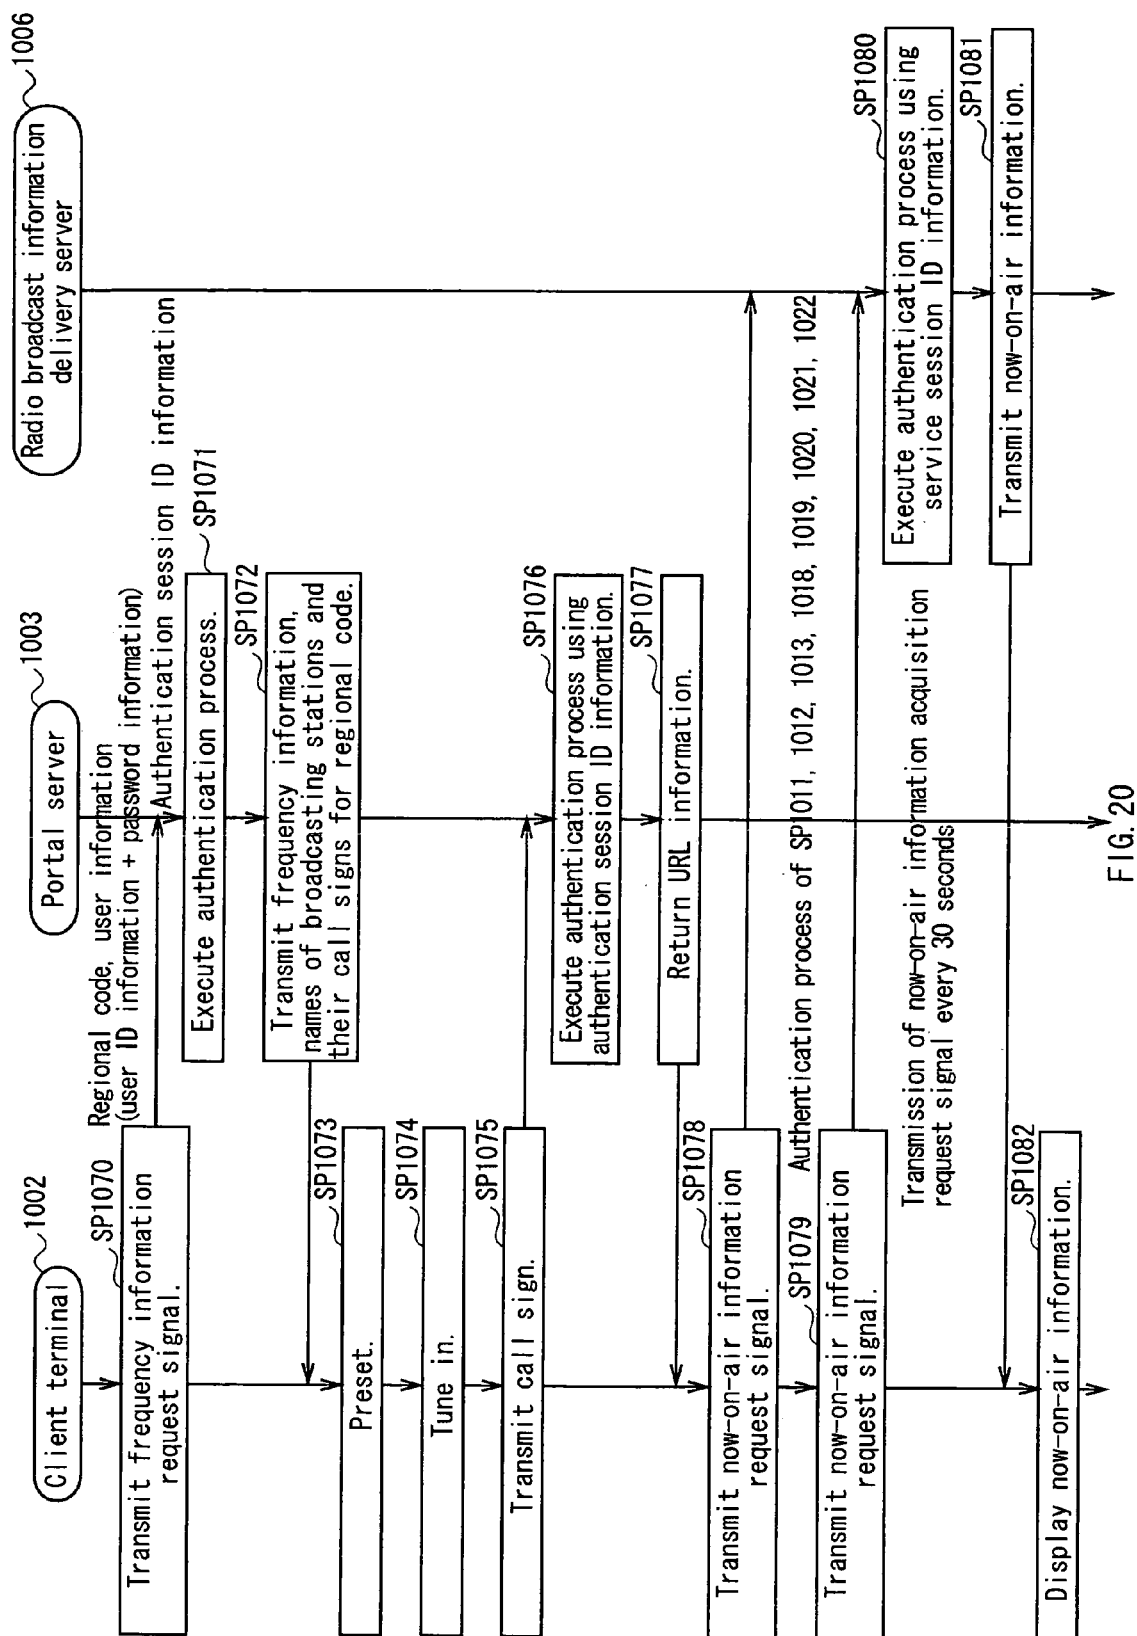 Client terminal
1002
Portal server
1003
Radio broadcast information
delivery server
1006
SP1070
Transmit frequency information
request signal.
Regional code, user information
(user ID information + password information)
Authentication session ID information
SP1071
Execute authentication process.
SP1072
Transmit frequency information,
names of broadcasting stations and
their call signs for regional code.
SP1073
Preset.
SP1074
Tune in.
SP1075
Transmit call sign.
SP1076
Execute authentication process using
authentication session ID information.
SP1077
Return URL information.
SP1078
Transmit now-on-air information
request signal.
Authentication process of SP1011, 1012, 1013, 1018, 1019, 1020, 1021, 1022
SP1079
Transmit now-on-air information
request signal.
SP1080
Execute authentication process using
service session ID information.
Transmission of now-on-air information acquisition
request signal every 30 seconds
SP1081
Transmit now-on-air information.
SP1082
Display now-on-air information.
FIG. 20